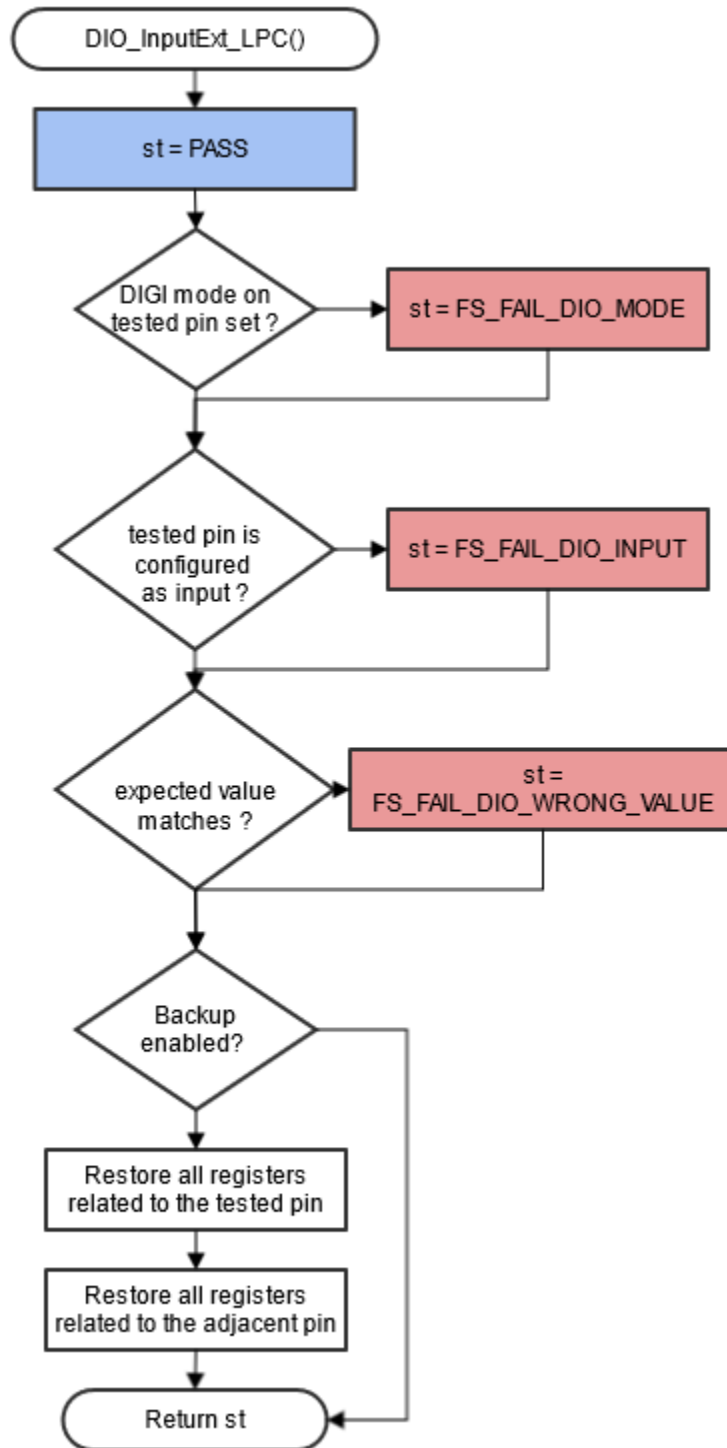 DIO_InputExt_LPC()
st = PASS
DIGI mode on
tested pin set ?
st = FS_FAIL_DIO_MODE
tested pin is
configured
as input ?
st = FS_FAIL_DIO_INPUT
expected value
matches ?
st =
FS_FAIL_DIO_WRONG_VALUE
Backup
enabled?
Restore all registers
related to the tested pin
Restore all registers
related to the adjacent pin
Return st